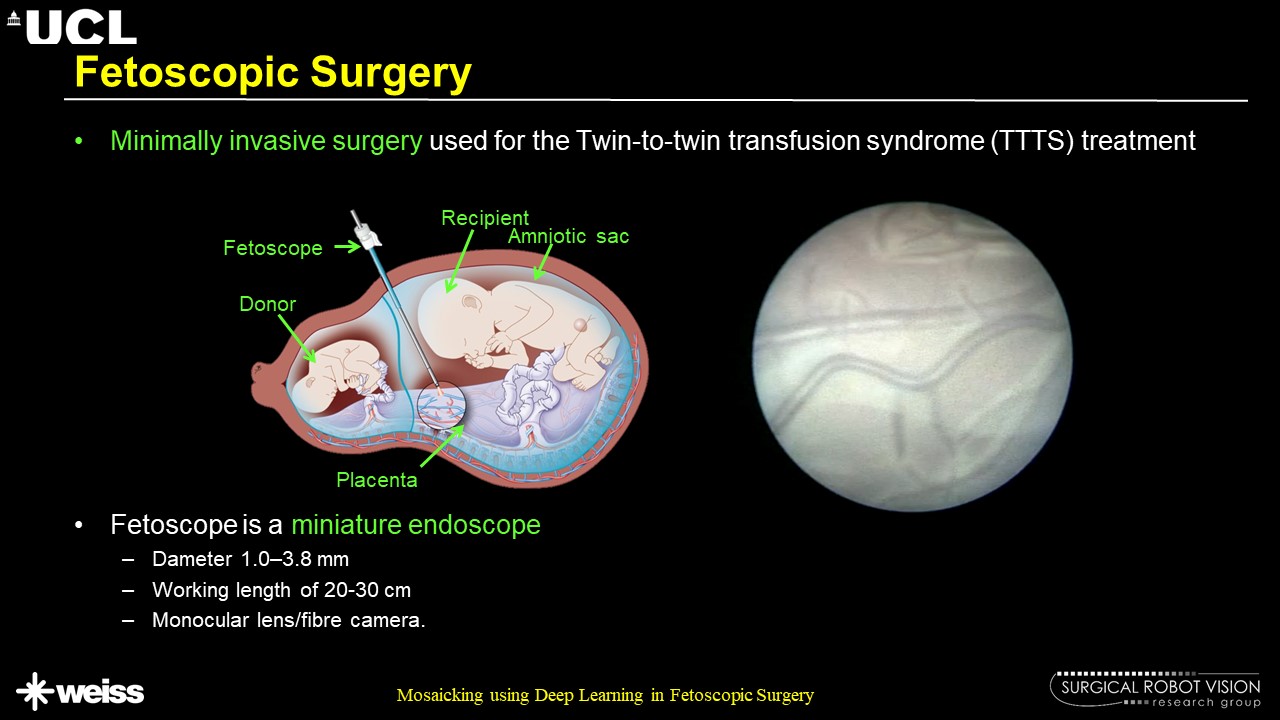 UCL
Fetoscopic Surgery
• Minimally invasive surgery used for the Twin-to-twin transfusion syndrome (TTTS) treatment
Recipient
Amniotic sac
Fetoscope
Donor
Placenta
• Fetoscope is a miniature endoscope
– Dameter 1.0–3.8 mm
– Working length of 20-30 cm
– Monocular lens/fibre camera.
weiss
Mosaicking using Deep Learning in Fetoscopic Surgery
SURGICAL ROBOT VISION
research group